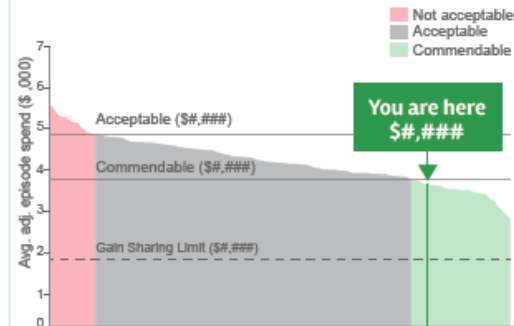 Not acceptable
Acceptable
Commendable
Avg. adj. episode spend ($ ,000)
7
6
5
4
3
2
1
0
Acceptable ($#,###)
Commendable ($#,###)
Gain Sharing Limit ($#,###)
You are here
$#,###